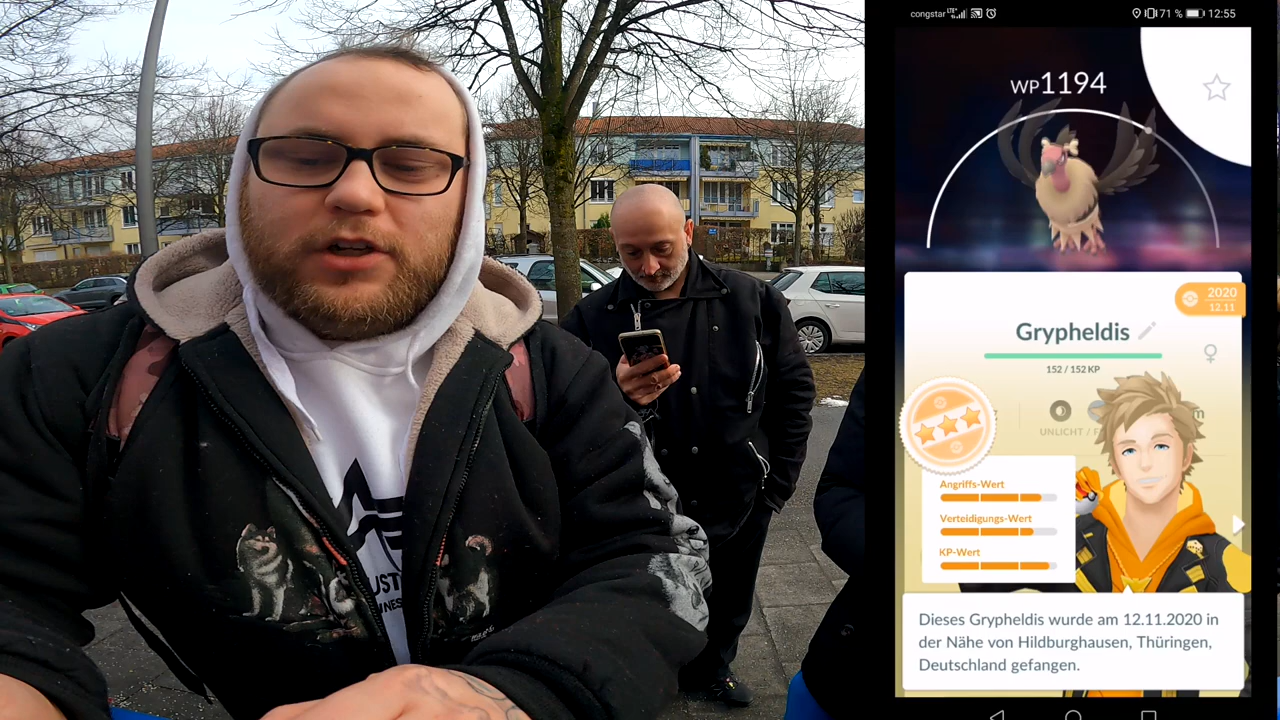 congstar
71 %
12:55
WP1194
2020
12.11
Grypheldis
152 / 152 KP
UNLICHT / F
Angriffs-Wert
Verteidigungs-Wert
KP-Wert
Dieses Grypheldis wurde am 12.11.2020 in
der Nähe von Hildburghausen, Thüringen,
Deutschland gefangen.